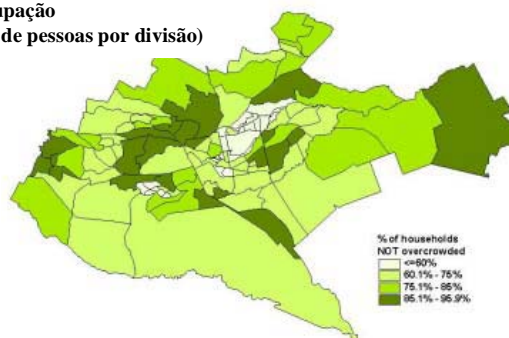 upação
de pessoas por divisão)
% of households
NOT overcrowded
<=60%
60.1% - 75%
75.1% - 85%
85.1% - 95.9%